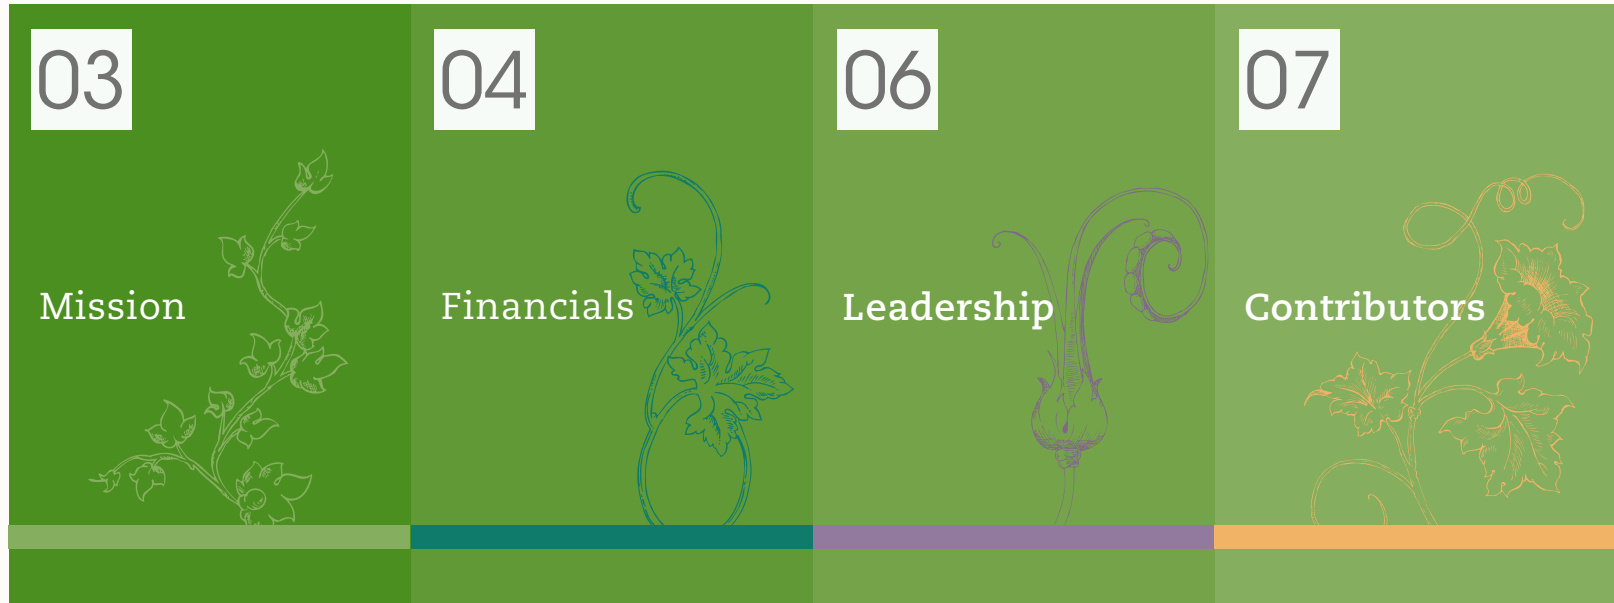 03
Mission
04
Financials
06
Leadership
07
Contributors